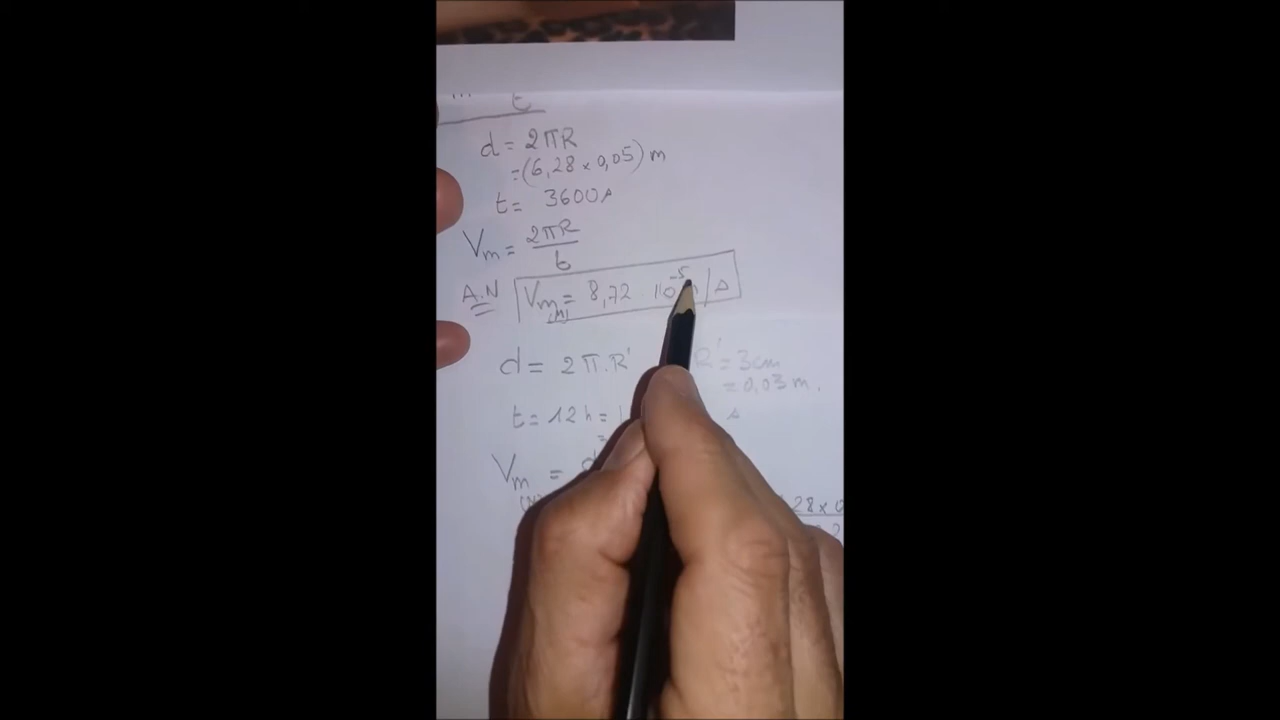 t
d = 2πR
= (6,28 × 0,05) m
t = 3600 s
Vm = 2πR / t
A.N Vm = 8,72 10⁻⁵ m/s
(M)
d = 2π.R' R' = 3cm
= 0,03 m.
t = 12 h =
Vm =
28 ×